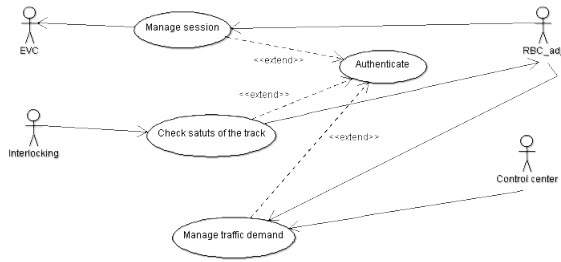 Manage session
EVC
RBC_ad
<<extend>>
Authenticate
<<extend>>
Interlocking
Check satuts of the track
<<extend>>
Control center
Manage traffic demand